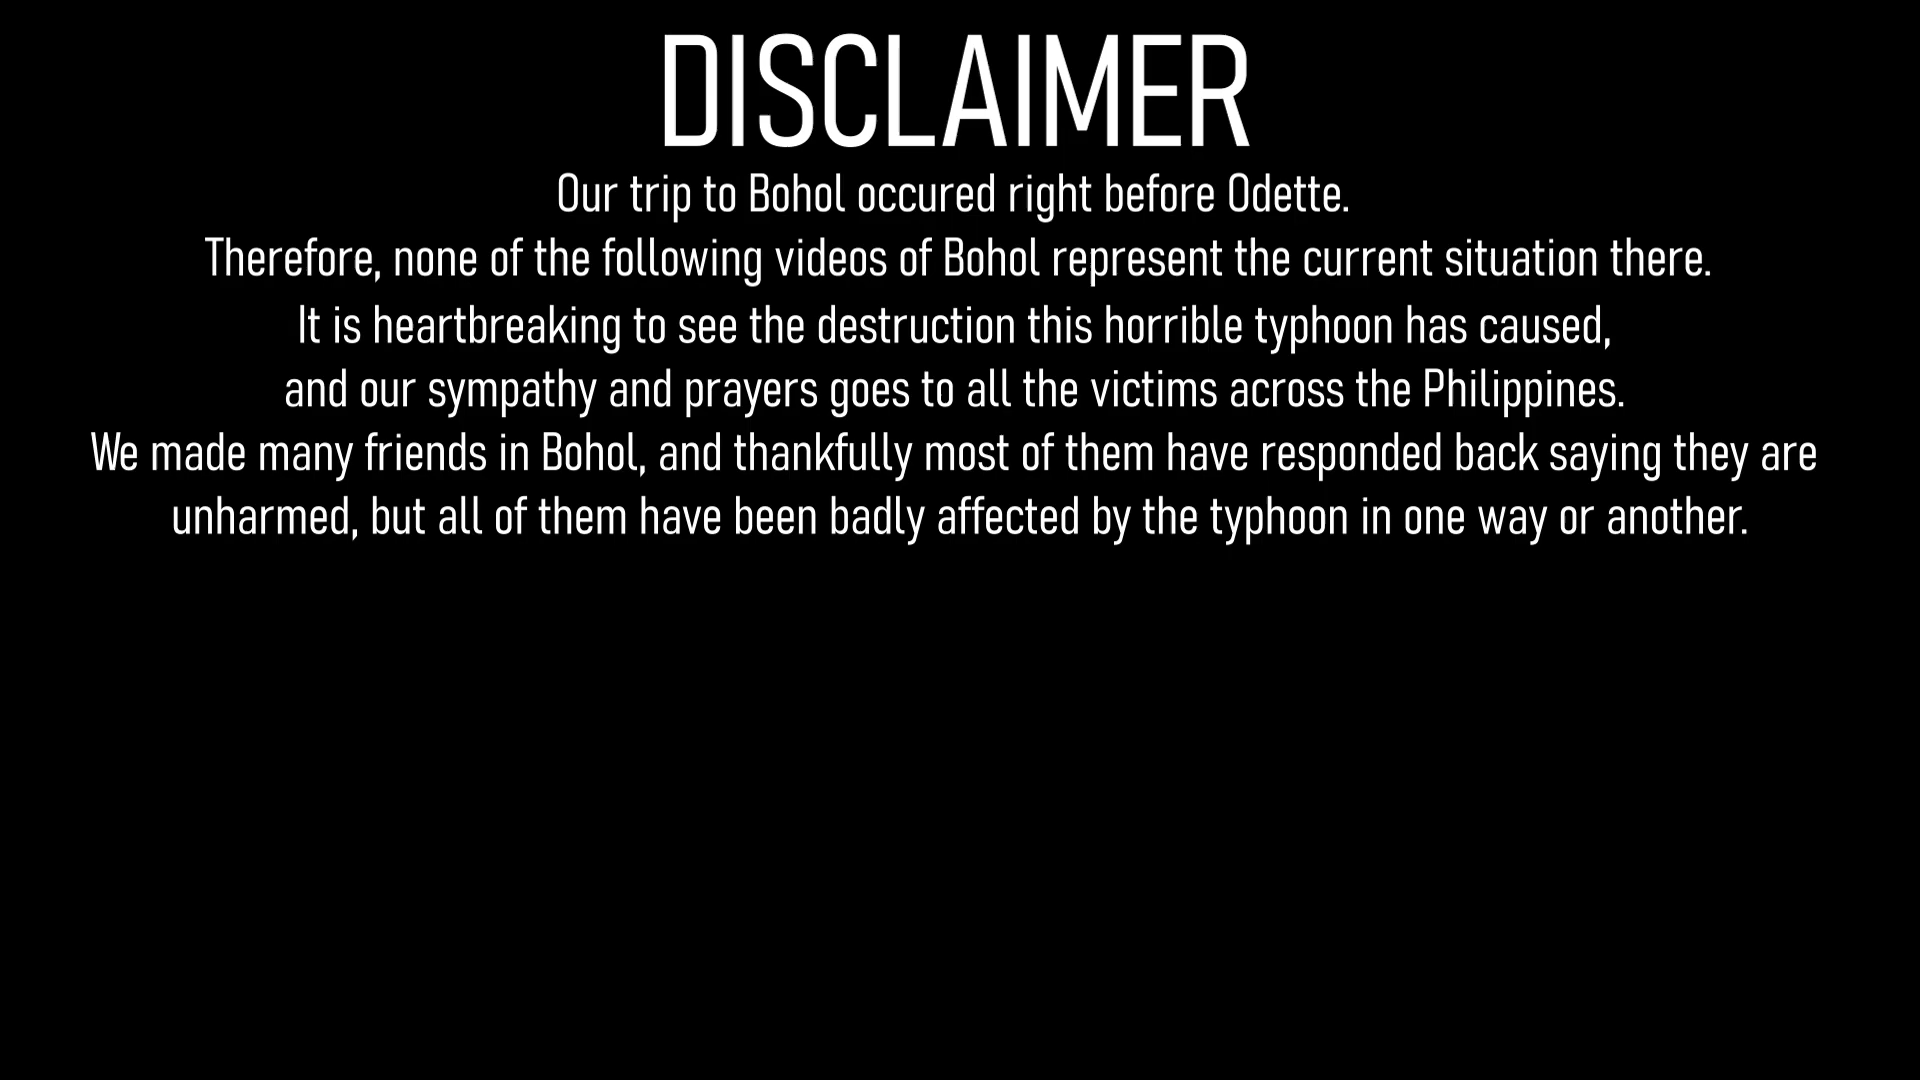 DISCLAIMER
Our trip to Bohol occured right before Odette.
Therefore, none of the following videos of Bohol represent the current situation there.
It is heartbreaking to see the destruction this horrible typhoon has caused,
and our sympathy and prayers goes to all the victims across the Philippines.
We made many friends in Bohol, and thankfully most of them have responded back saying they are
unharmed, but all of them have been badly affected by the typhoon in one way or another.